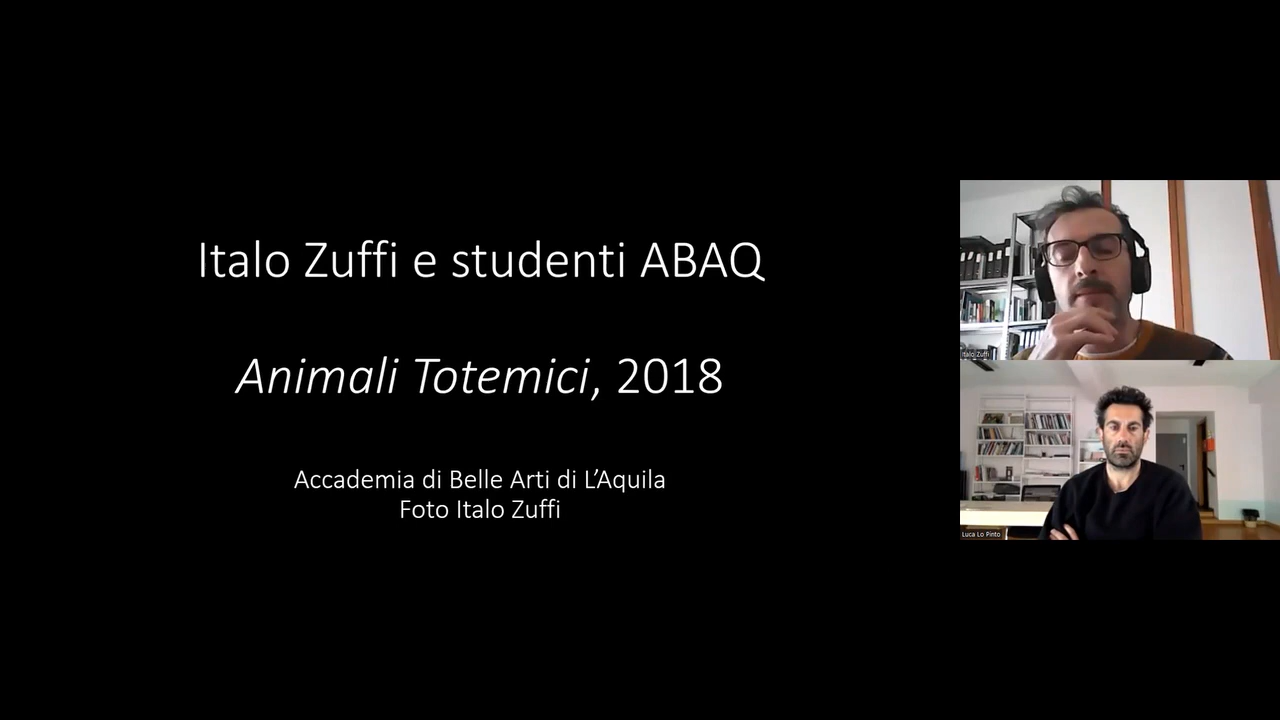 Italo Zuffi e studenti ABAQ
Animali Totemici, 2018
Accademia di Belle Arti di L’Aquila
Foto Italo Zuffi
Italo Zuffi
Luca Lo Pinto